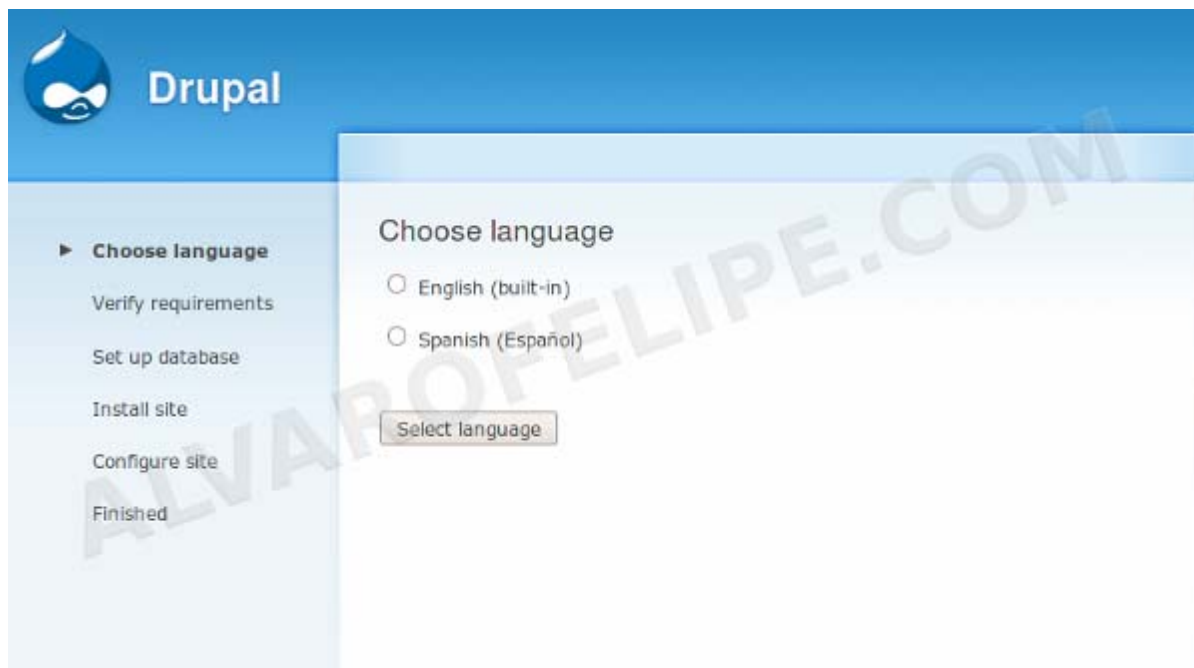 Drupal
Choose language
Verify requirements
Set up database
Install site
Configure site
Finished
Choose language
English (built-in)
Spanish (Español)
Select language
ALVAROFELIPE.COM